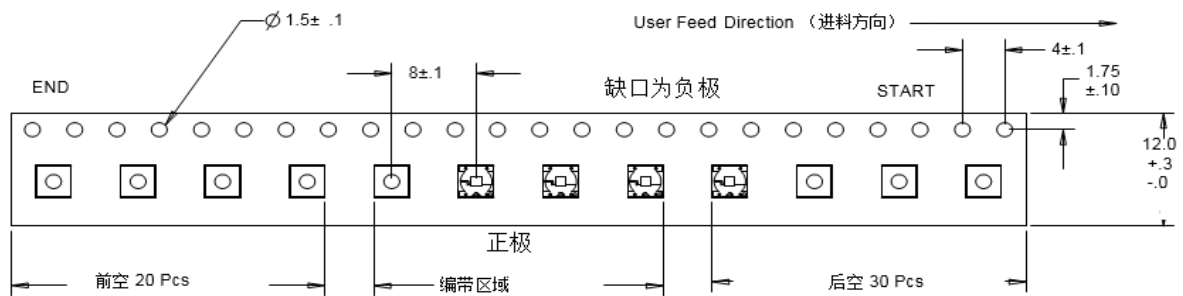 ∅ 1.5± .1
User Feed Direction （进料方向）
8±.1
4±.1
1.75
±.10
END
缺口为负极
START
12.0
+.3
-.0
正极
前空 20 Pcs
编带区域
后空 30 Pcs